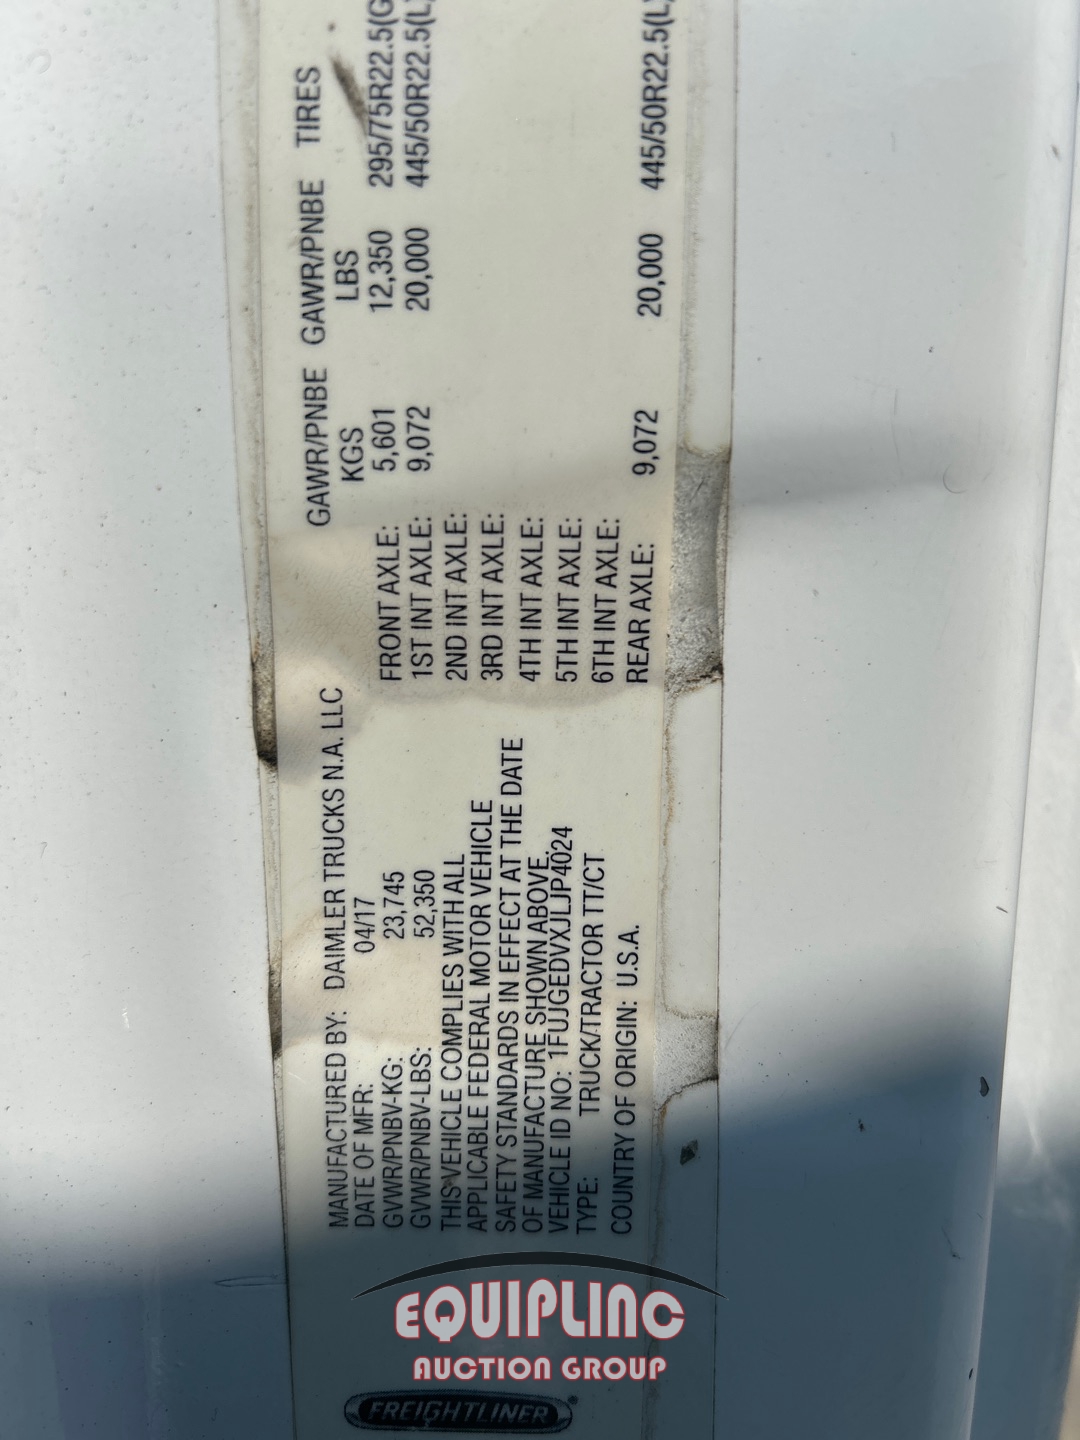 FREIGHTLINER
MANUFACTURED BY: DAIMLER TRUCKS N.A. LLC
DATE OF MFR: 04/17
GVWR/PNBV-KG: 23,745
GVWR/PNBV-LBS: 52,350
THIS VEHICLE COMPLIES WITH ALL
APPLICABLE FEDERAL MOTOR VEHICLE
SAFETY STANDARDS IN EFFECT AT THE DATE
OF MANUFACTURE SHOWN ABOVE.
VEHICLE ID NO: 1FUJGEDVXJLJP4024
TYPE: TRUCK/TRACTOR TT/CT
COUNTRY OF ORIGIN: U.S.A.
GAWR/PNBE GAWR/PNBE TIRES
KGS LBS
FRONT AXLE: 5,601 12,350 295/75R22.5(G
1ST INT AXLE: 9,072 20,000 445/50R22.5(L)
2ND INT AXLE:
3RD INT AXLE:
4TH INT AXLE:
5TH INT AXLE:
6TH INT AXLE:
REAR AXLE: 9,072 20,000 445/50R22.5(L)
EQUIPLINC
AUCTION GROUP